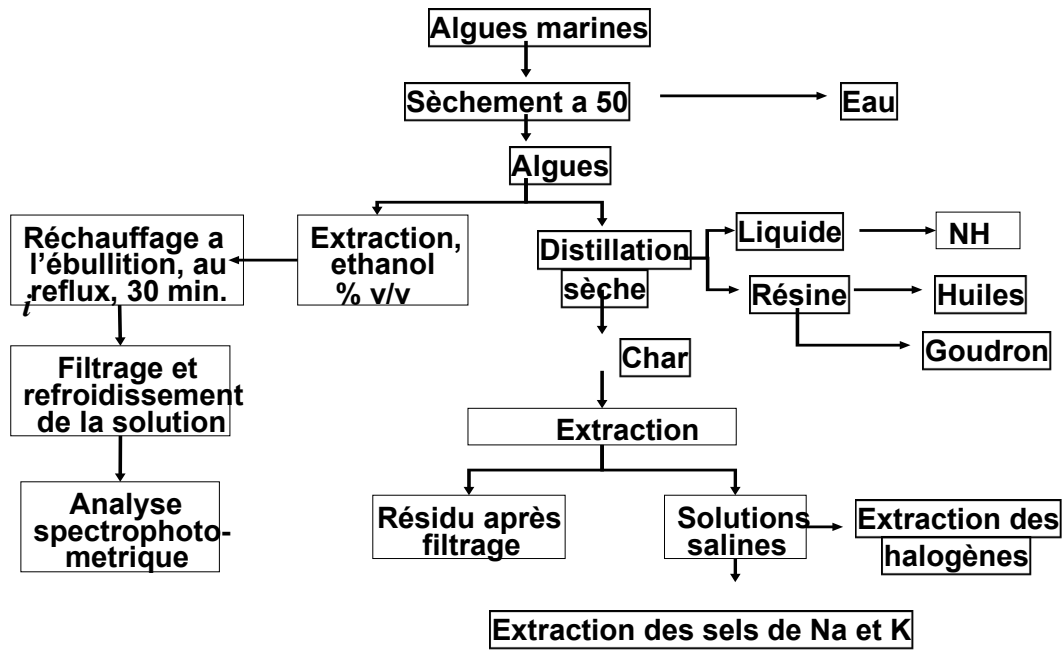 Algues marines
Sèchement a 50
Eau
Algues
Réchauffage a
l'ébullition, au
reflux, 30 min.
i
Extraction,
ethanol
% v/v
Distillation
sèche
Liquide
NH
Résine
Huiles
Goudron
Char
Filtrage et
refroidissement
de la solution
Extraction
Analyse
spectrophoto-
metrique
Résidu après
filtrage
Solutions
salines
Extraction des
halogènes
Extraction des sels de Na et K